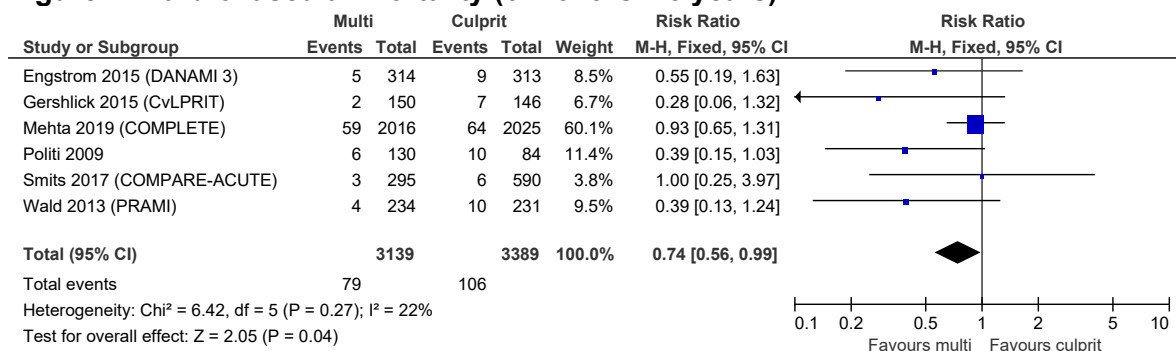 Multi Culprit Risk Ratio Risk Ratio
Study or Subgroup Events Total Events Total Weight M-H, Fixed, 95% CI M-H, Fixed, 95% CI
Engstrom 2015 (DANAMI 3) 5 314 9 313 8.5% 0.55 [0.19, 1.63]
Gershlick 2015 (CvLPRIT) 2 150 7 146 6.7% 0.28 [0.06, 1.32]
Mehta 2019 (COMPLETE) 59 2016 64 2025 60.1% 0.93 [0.65, 1.31]
Politi 2009 6 130 10 84 11.4% 0.39 [0.15, 1.03]
Smits 2017 (COMPARE-ACUTE) 3 295 6 590 3.8% 1.00 [0.25, 3.97]
Wald 2013 (PRAMI) 4 234 10 231 9.5% 0.39 [0.13, 1.24]
Total (95% CI) 3139 3389 100.0% 0.74 [0.56, 0.99]
Total events 79 106
Heterogeneity: Chi² = 6.42, df = 5 (P = 0.27); I² = 22%
Test for overall effect: Z = 2.05 (P = 0.04)
0.1 0.2 0.5 1 2 5 10
Favours multi Favours culprit